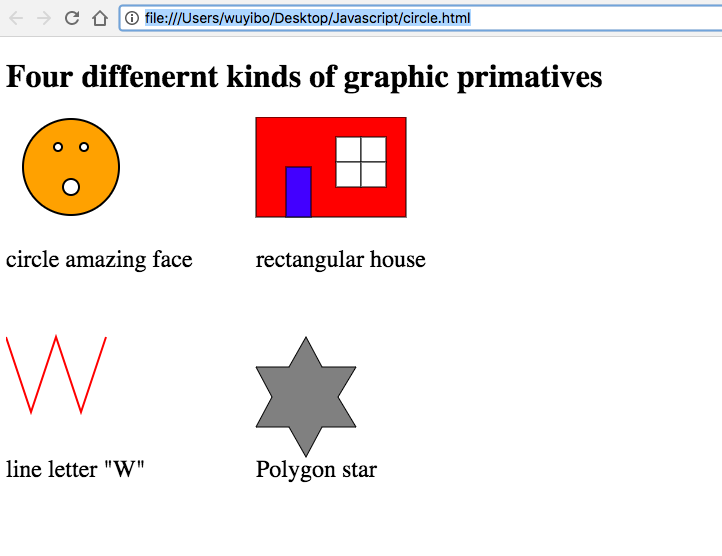 file:///Users/wuyibo/Desktop/Javascript/circle.html
Four diffenernt kinds of graphic primatives
circle amazing face
rectangular house
line letter "W"
Polygon star